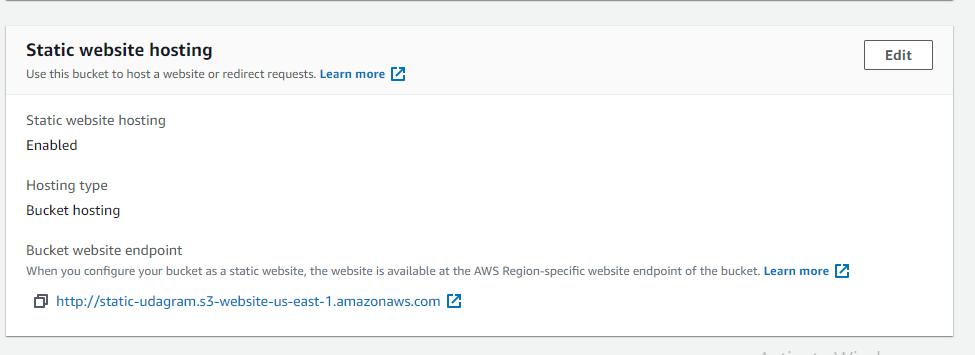 Static website hosting
Edit
Use this bucket to host a website or redirect requests. Learn more
Static website hosting
Enabled
Hosting type
Bucket hosting
Bucket website endpoint
When you configure your bucket as a static website, the website is available at the AWS Region-specific website endpoint of the bucket. Learn more
http://static-udagram.s3-website-us-east-1.amazonaws.com